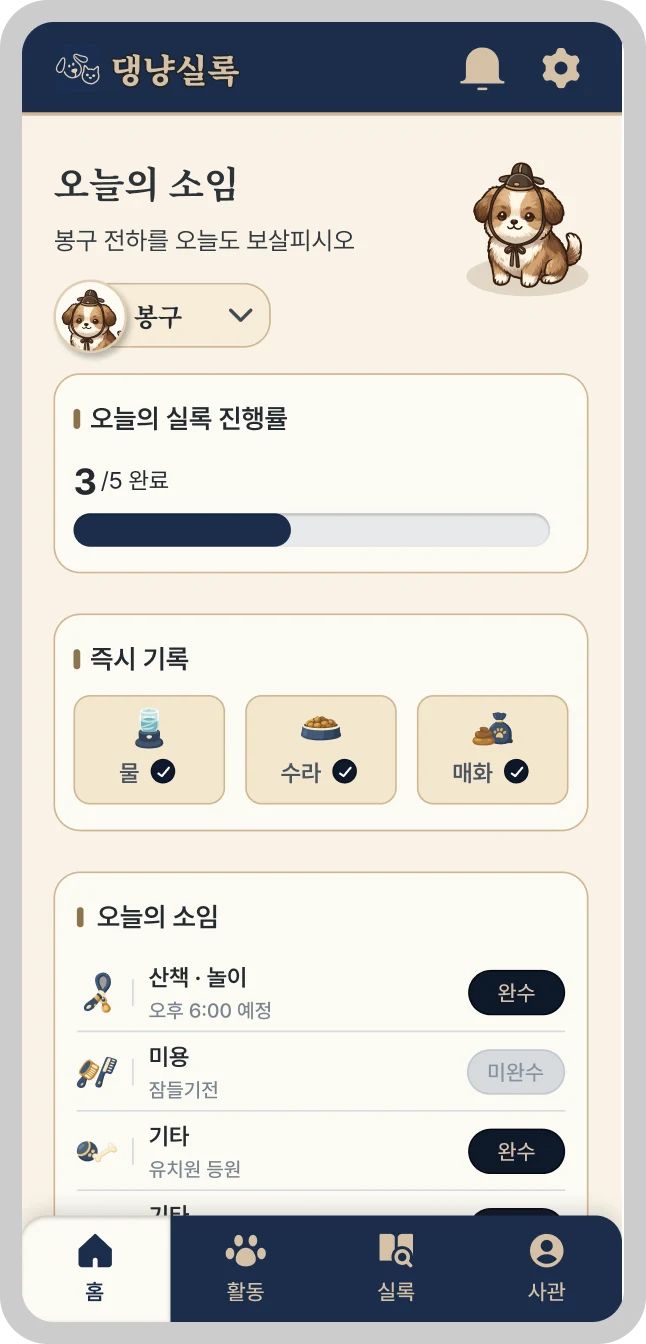 댕냥실록
오늘의 소임
봉구 전하를 오늘도 보살피시오
봉구
오늘의 실록 진행률
3/5 완료
즉시 기록
물
수라
매화
오늘의 소임
산책 · 놀이
오후 6:00 예정
완수
미용
잠들기전
미완수
기타
유치원 등원
완수
기타
홈
활동
실록
사관